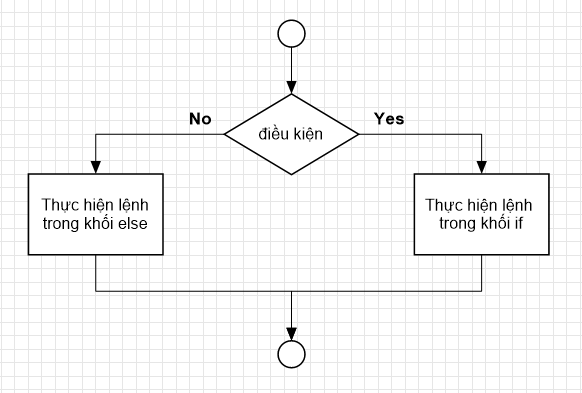 No
Yes
điều kiện
Thực hiện lệnh
trong khối else
Thực hiện lệnh
trong khối if